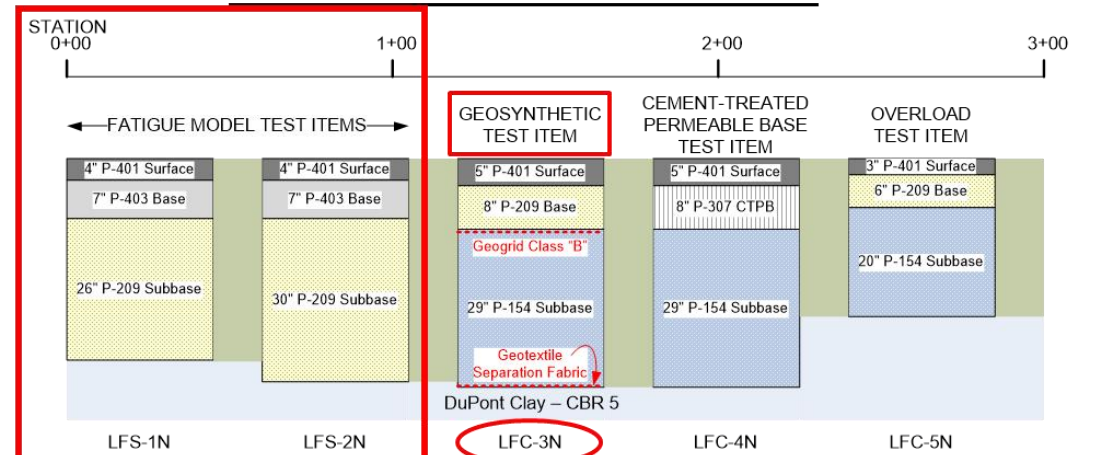 STATION
0+00
1+00
2+00
3+00
FATIGUE MODEL TEST ITEMS
GEOSYNTHETIC
TEST ITEM
CEMENT-TREATED
PERMEABLE BASE
TEST ITEM
OVERLOAD
TEST ITEM
4" P-401 Surface
7" P-403 Base
26" P-209 Subbase
4" P-401 Surface
7" P-403 Base
30" P-209 Subbase
5" P-401 Surface
8" P-209 Base
Geogrid Class "B"
29" P-154 Subbase
Geotextile
Separation Fabric
5" P-401 Surface
8" P-307 CTPB
29" P-154 Subbase
3" P-401 Surface
6" P-209 Base
20" P-154 Subbase
DuPont Clay – CBR 5
LFS-1N
LFS-2N
LFC-3N
LFC-4N
LFC-5N